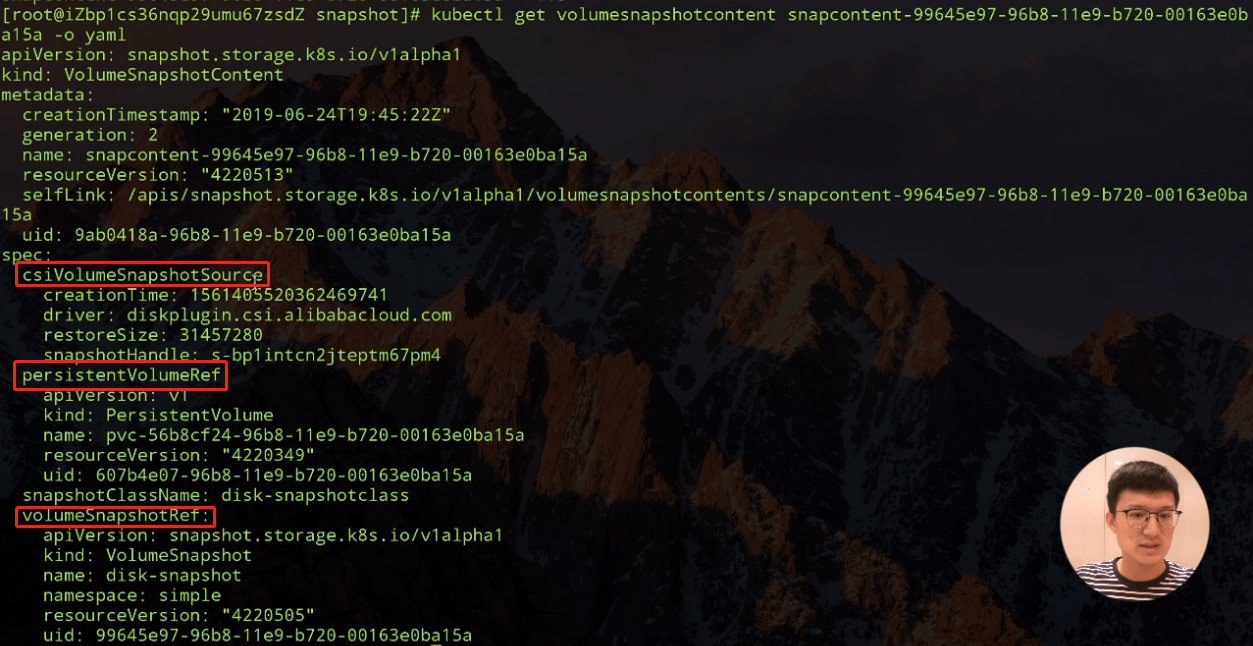 [root@iZbp1cs36nqp29umu67zsdZ snapshot]# kubectl get volumesnapshotcontent snapcontent-99645e97-96b8-11e9-b720-00163e0b
a15a -o yaml
apiVersion: snapshot.storage.k8s.io/v1alpha1
kind: VolumeSnapshotContent
metadata:
  creationTimestamp: "2019-06-24T19:45:22Z"
  generation: 2
  name: snapcontent-99645e97-96b8-11e9-b720-00163e0ba15a
  resourceVersion: "4220513"
  selfLink: /apis/snapshot.storage.k8s.io/v1alpha1/volumesnapshotcontents/snapcontent-99645e97-96b8-11e9-b720-00163e0ba
15a
  uid: 9ab0418a-96b8-11e9-b720-00163e0ba15a
spec:
  csiVolumeSnapshotSource
    creationTime: 1561405520362469741
    driver: diskplugin.csi.alibabacloud.com
    restoreSize: 31457280
    snapshotHandle: s-bp1intcn2jteptm67pm4
  persistentVolumeRef
    apiVersion: v1
    kind: PersistentVolume
    name: pvc-56b8cf24-96b8-11e9-b720-00163e0ba15a
    resourceVersion: "4220349"
    uid: 607b4e07-96b8-11e9-b720-00163e0ba15a
  snapshotClassName: disk-snapshotclass
  volumeSnapshotRef:
    apiVersion: snapshot.storage.k8s.io/v1alpha1
    kind: VolumeSnapshot
    name: disk-snapshot
    namespace: simple
    resourceVersion: "4220505"
    uid: 99645e97-96b8-11e9-b720-00163e0ba15a